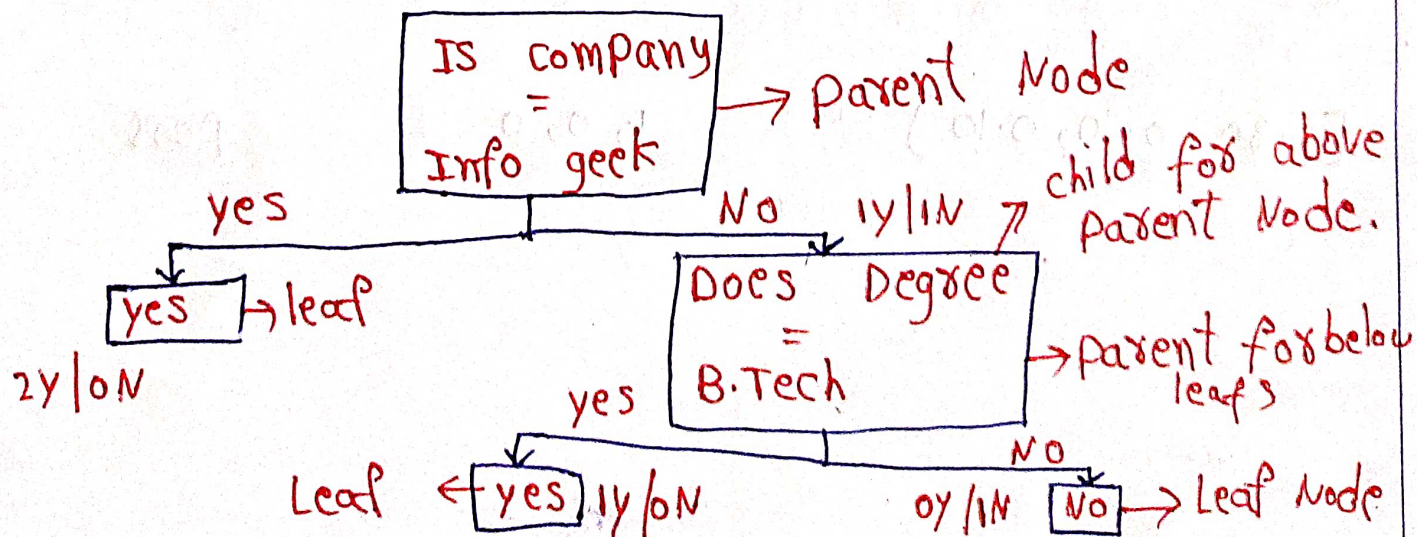 IS company
=
Info geek
→ Parent Node
child for above
Parent Node.
yes
NO 1Y/1N
Does Degree
=
B.Tech
yes → leaf
2Y/0N
→ Parent for below
leafs
yes
NO
Leaf ← yes 1Y/0N
0Y/1N No → Leaf Node